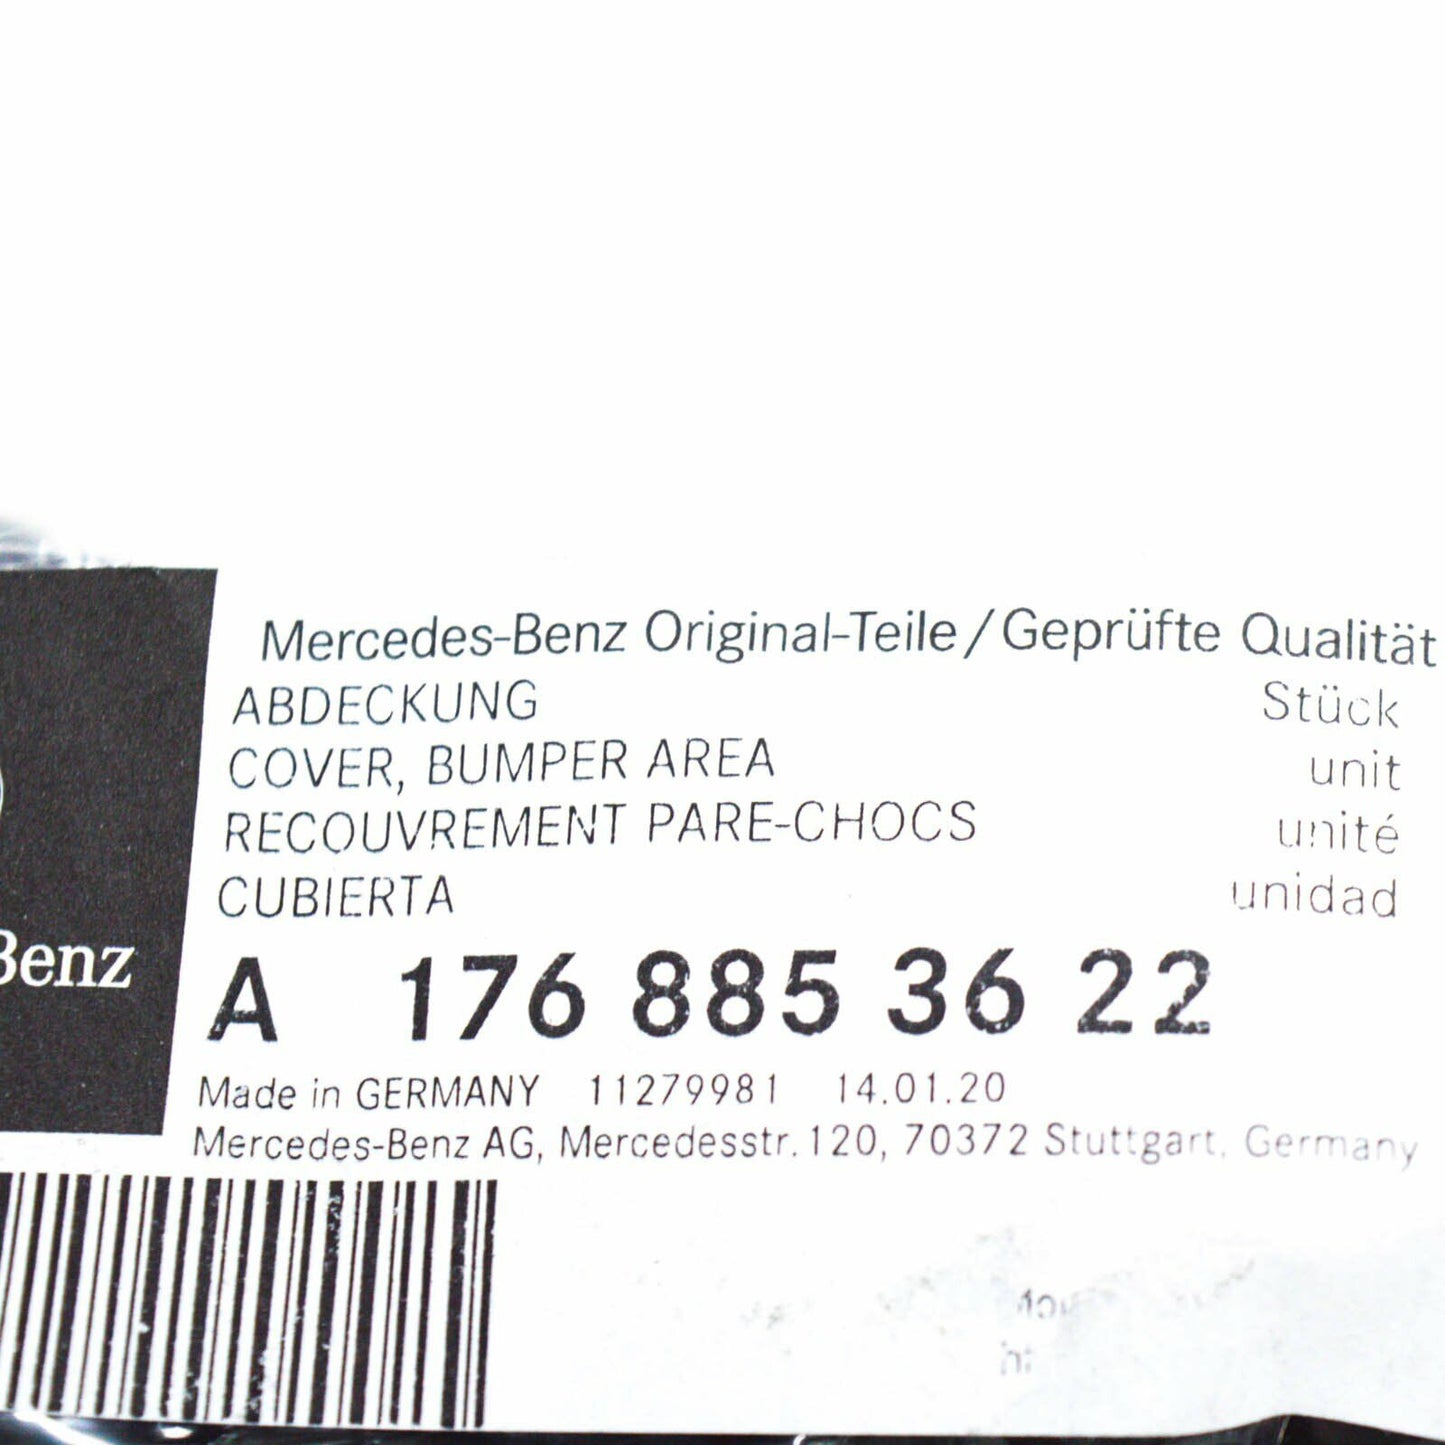 Mercedes-Benz Original-Teile/Geprüfte Qualität
ABDECKUNG Stück
COVER, BUMPER AREA unit
RECOUVREMENT PARE-CHOCS unité
CUBIERTA unidad
Benz
A 176 885 36 22
Made in GERMANY 11279981 14.01.20
Mercedes-Benz AG, Mercedesstr. 120, 70372 Stuttgart, Germany